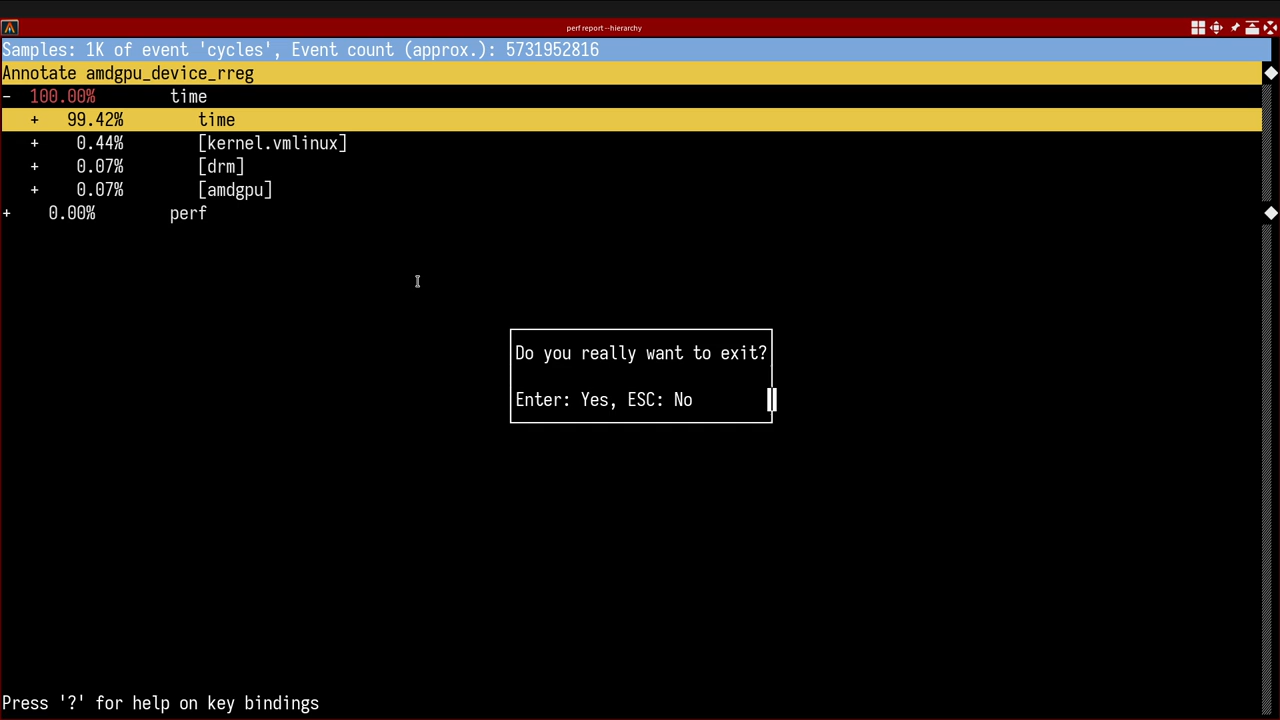 perf report --hierarchy
Samples: 1K of event 'cycles', Event count (approx.): 5731952816
Annotate amdgpu_device_rreg
- 100.00% time
+ 99.42% time
+ 0.44% [kernel.vmlinux]
+ 0.07% [drm]
+ 0.07% [amdgpu]
+ 0.00% perf
Do you really want to exit?
Enter: Yes, ESC: No
Press '?' for help on key bindings